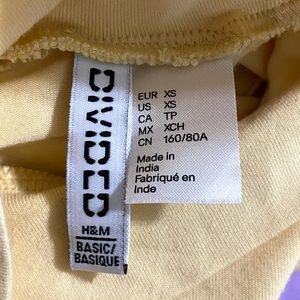 DIVIDED
H&M
BASIC/
BASIQUE
EUR XS
US XS
CA TP
MX XCH
CN 160/80A
Made in
India
Fabriqué en
Inde